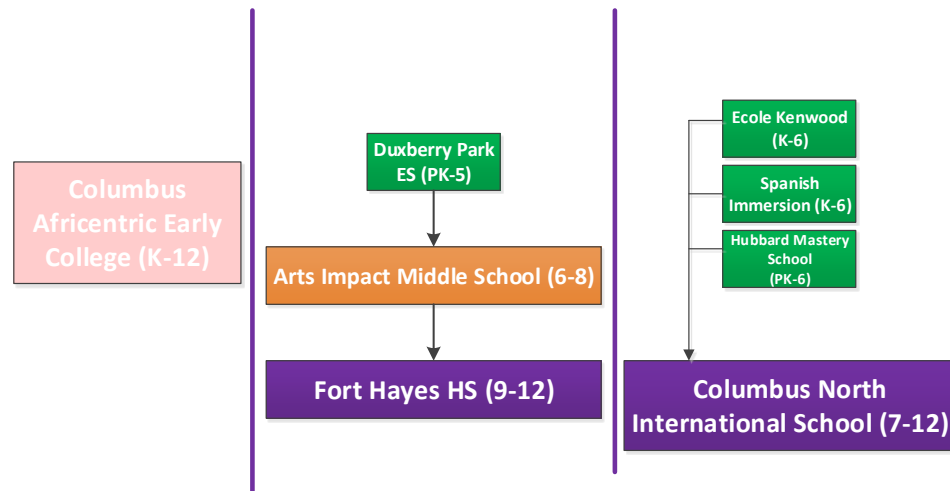 Columbus
Africentric Early
College (K-12)
Duxberry Park
ES (PK-5)
Arts Impact Middle School (6-8)
Fort Hayes HS (9-12)
Ecole Kenwood
(K-6)
Spanish
Immersion (K-6)
Hubbard Mastery
School
(PK-6)
Columbus North
International School (7-12)